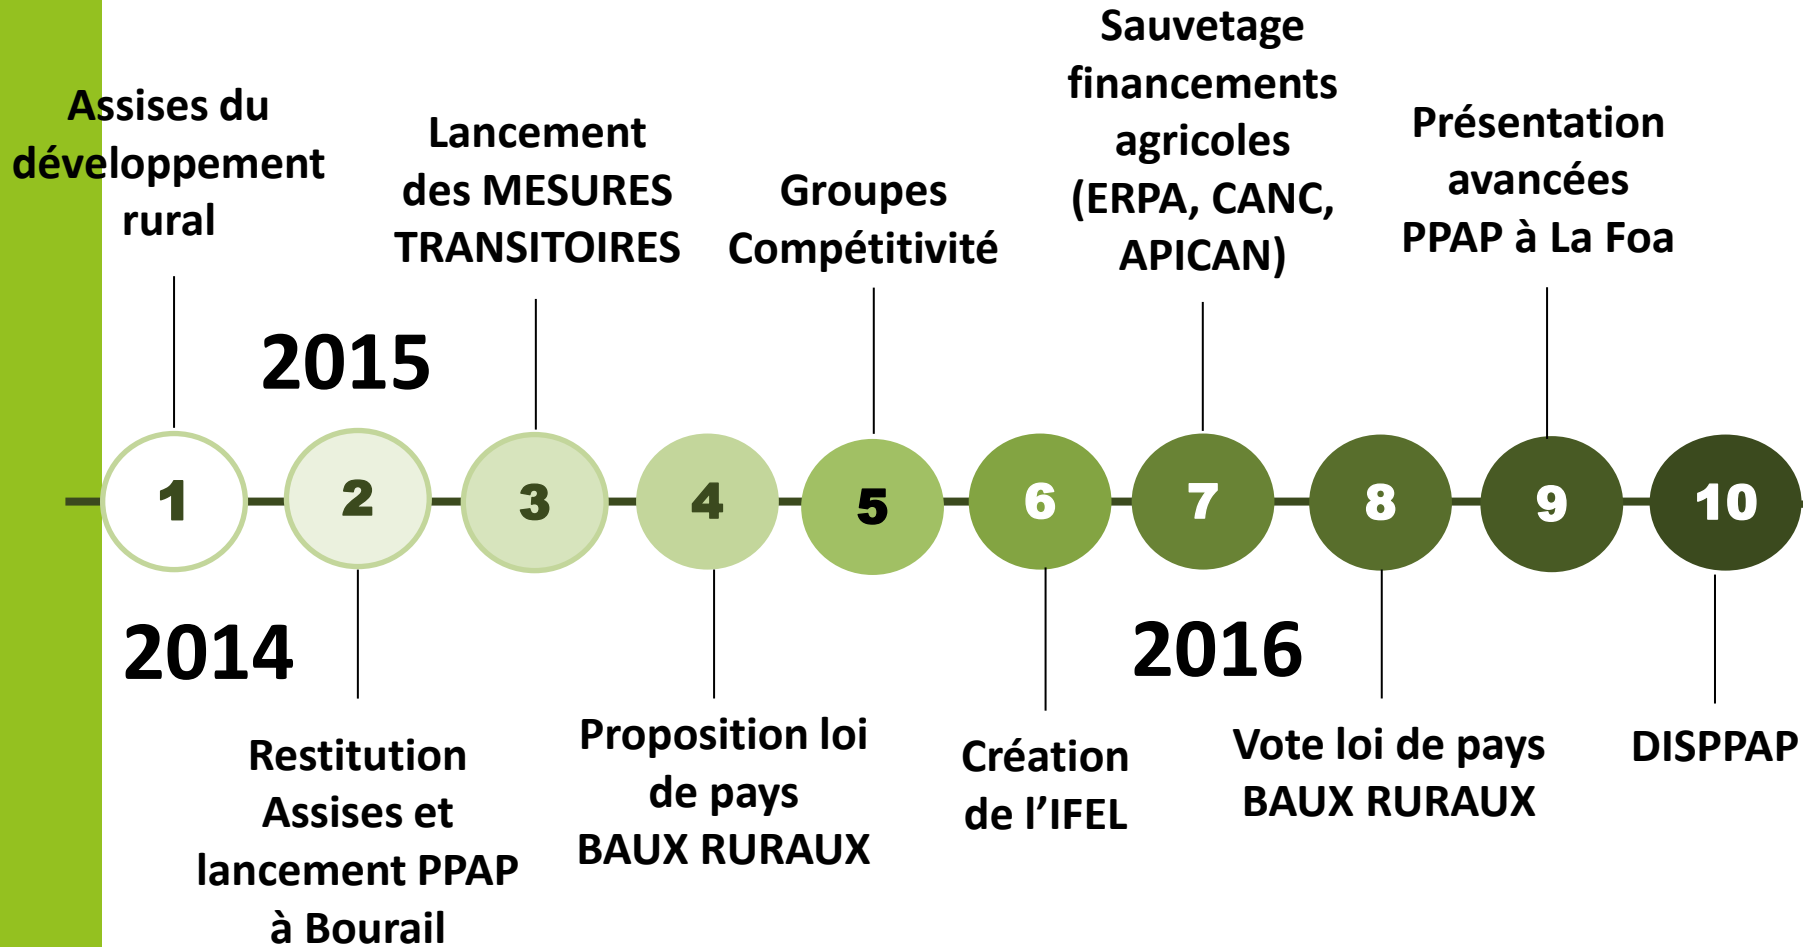 Assises du
développement
rural
Lancement
des MESURES
TRANSITOIRES
Groupes
Compétitivité
Sauvetage
financements
agricoles
(ERPA, CANC,
APICAN)
Présentation
avancées
PPAP à La Foa
2015
1
2
3
4
5
6
7
8
9
10
2014
2016
Restitution
Assises et
lancement PPAP
à Bourail
Proposition loi
de pays
BAUX RURAUX
Création
de l’IFEL
Vote loi de pays
BAUX RURAUX
DISPPAP